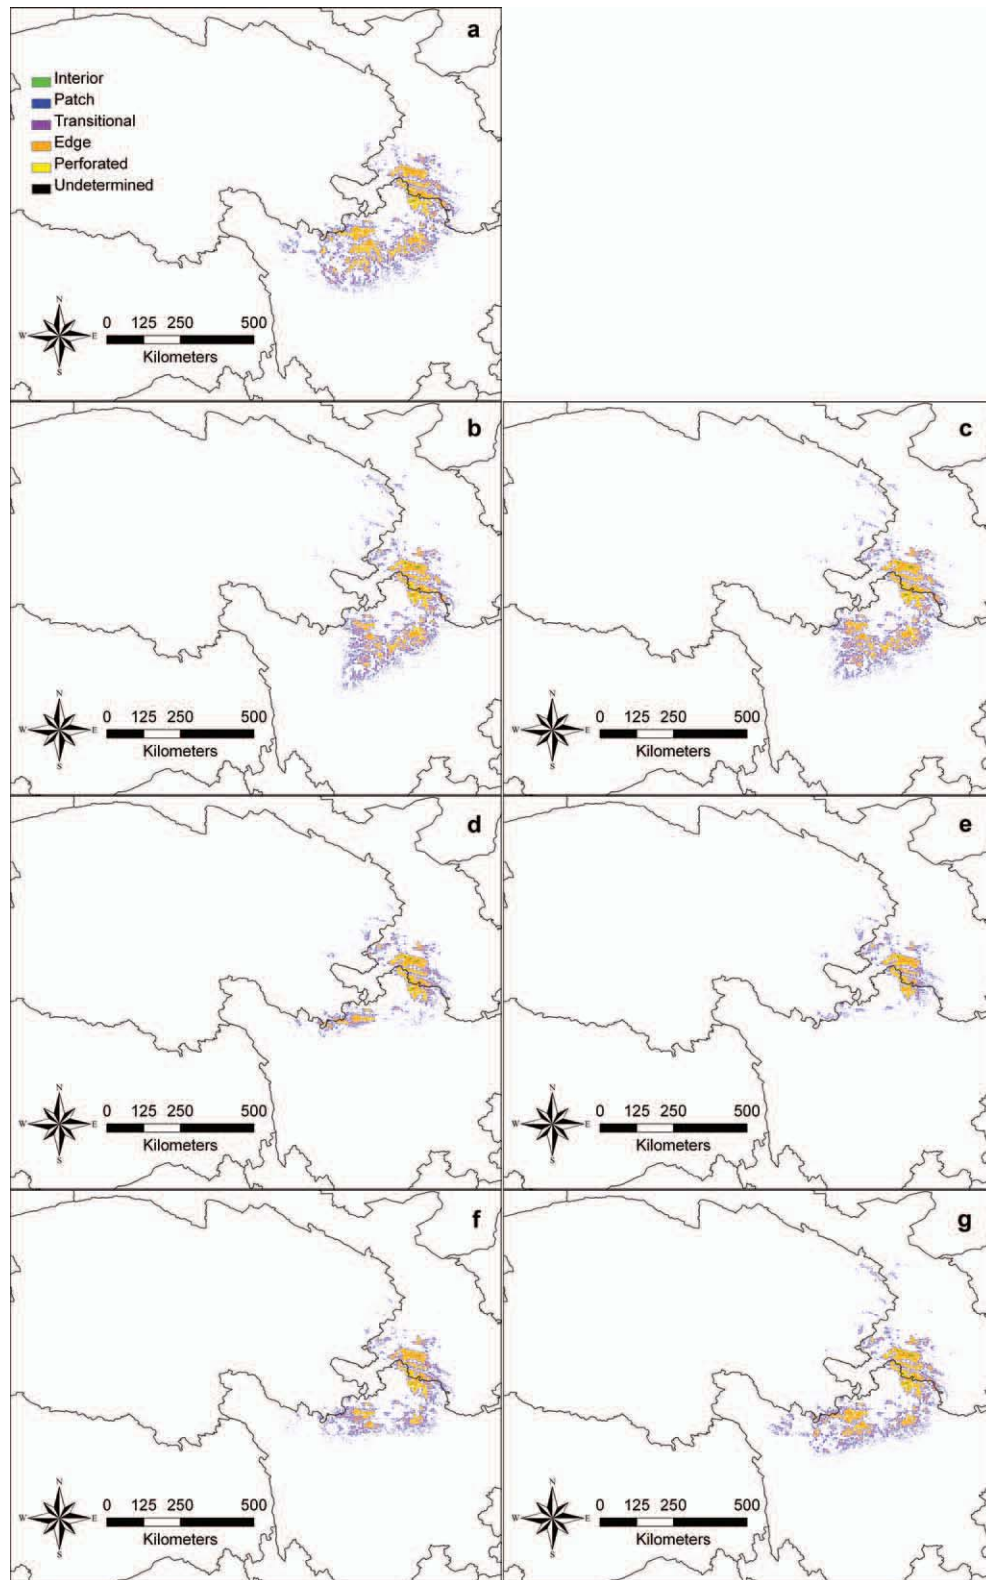 a
Interior
Patch
Transitional
Edge
Perforated
Undetermined
N
W E
S
0 125 250 500
Kilometers
b
N
W E
S
0 125 250 500
Kilometers
c
N
W E
S
0 125 250 500
Kilometers
d
N
W E
S
0 125 250 500
Kilometers
e
N
W E
S
0 125 250 500
Kilometers
f
N
W E
S
0 125 250 500
Kilometers
g
N
W E
S
0 125 250 500
Kilometers